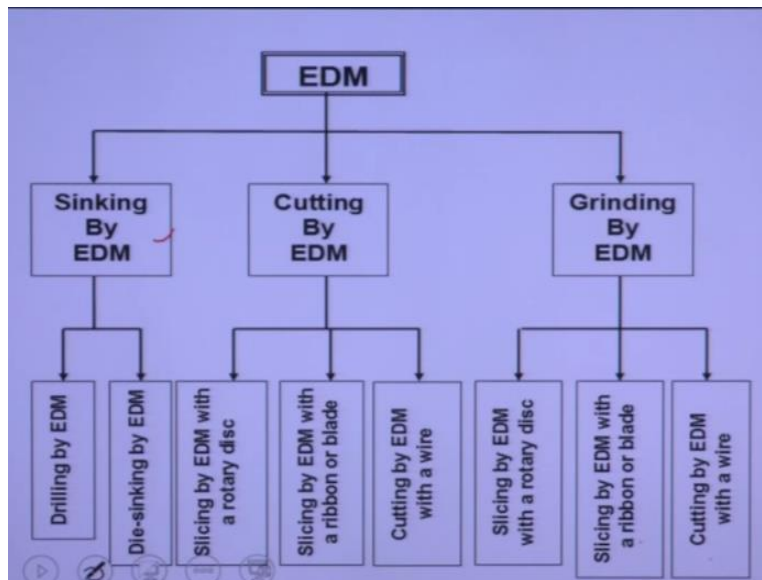 EDM
Sinking
By
EDM
Cutting
By
EDM
Grinding
By
EDM
Drilling by EDM
Die-sinking by EDM
Slicing by EDM with
a rotary disc
Slicing by EDM with
a ribbon or blade
Cutting by EDM
with a wire
Slicing by EDM
with a rotary disc
Slicing by EDM with
a ribbon or blade
Cutting by EDM
with a wire